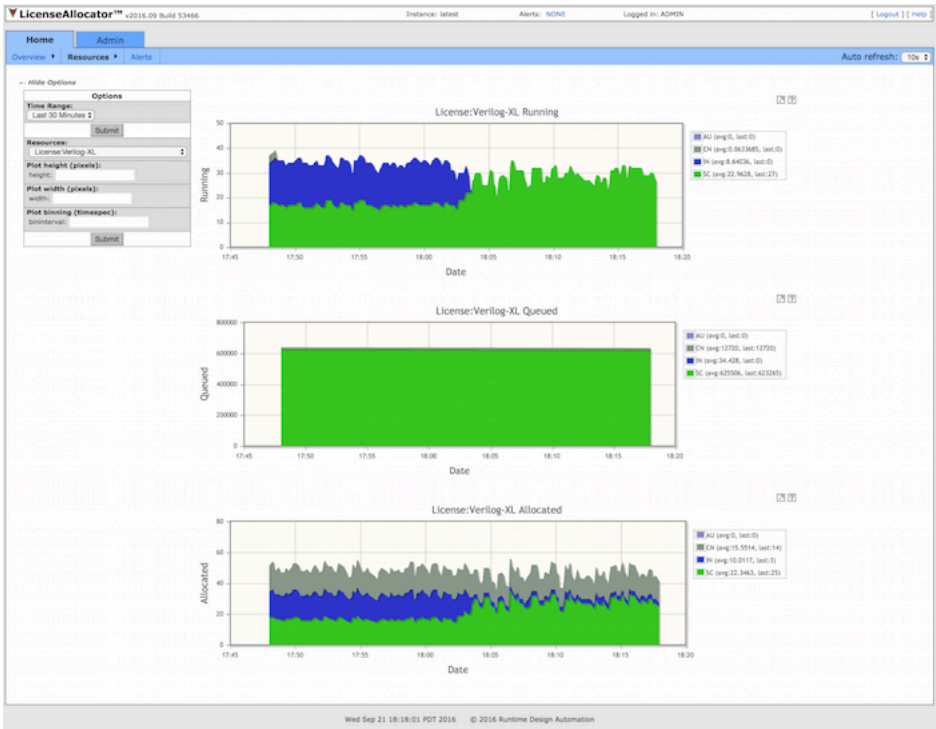 LicenseAllocator™ v2016.09 Build 53466 Instance: latest Alerts: NONE Logged in: ADMIN [ Logout ] [ Help ]
Home Admin
Overview Resources Alerts Auto refresh: 10s
← Hide Options
Options
Time Range:
Last 30 Minutes
Submit
Resources:
License:Verilog-XL
Plot height (pixels):
height:
Plot width (pixels):
width:
Plot binning (timespec):
bininterval:
Submit
License:Verilog-XL Running
50
40
30
20
10
0
Running
17:45 17:50 17:55 18:00 18:05 18:10 18:15 18:20
Date
AU (avg:0, last:0)
CN (avg:0.0633685, last:0)
IN (avg:8.64036, last:0)
SC (avg:22.9628, last:27)
License:Verilog-XL Queued
800000
600000
400000
200000
0
Queued
17:45 17:50 17:55 18:00 18:05 18:10 18:15 18:20
Date
AU (avg:0, last:0)
CN (avg:12720, last:12720)
IN (avg:34.428, last:0)
SC (avg:625506, last:623265)
License:Verilog-XL Allocated
80
60
40
20
0
Allocated
17:45 17:50 17:55 18:00 18:05 18:10 18:15 18:20
Date
AU (avg:0, last:0)
CN (avg:15.5514, last:14)
IN (avg:10.0117, last:3)
SC (avg:22.3463, last:25)
Wed Sep 21 18:18:01 PDT 2016 © 2016 Runtime Design Automation